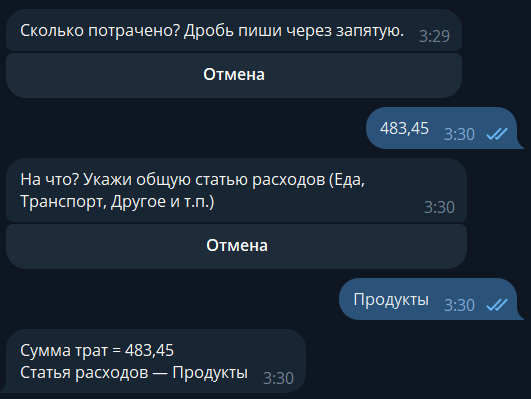 Сколько потрачено? Дробь пиши через запятую. 3:29
Отмена
483,45 3:30
На что? Укажи общую статью расходов (Еда,
Транспорт, Другое и т.п.) 3:30
Отмена
Продукты 3:30
Сумма трат = 483,45
Статья расходов — Продукты 3:30